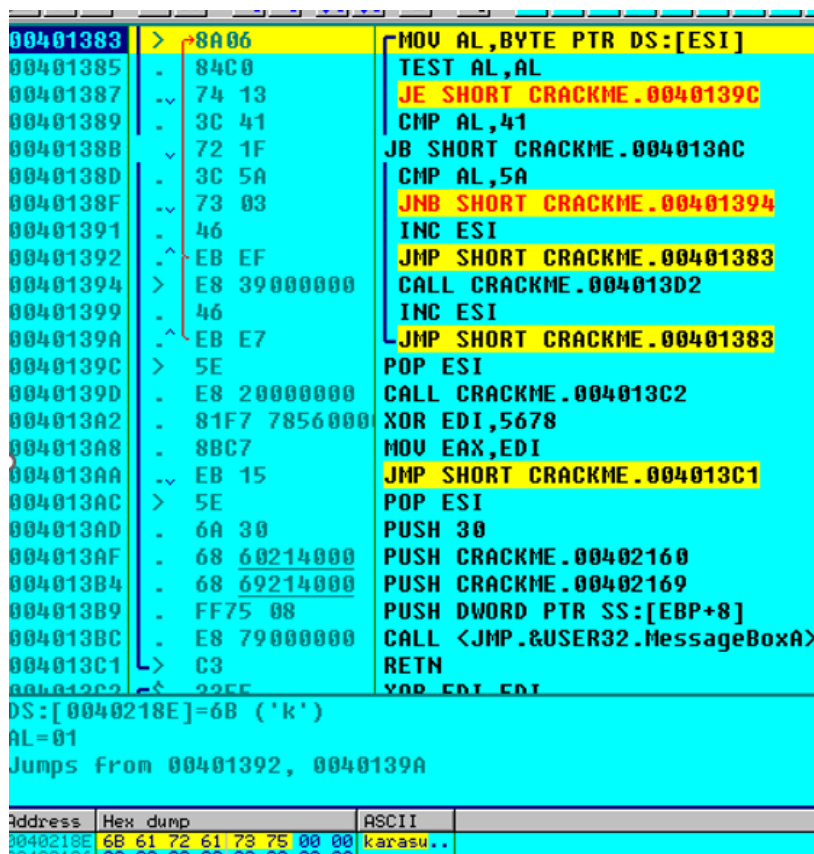 00401383 > 8A06 MOV AL,BYTE PTR DS:[ESI]
00401385 . 84C0 TEST AL,AL
00401387 .v 74 13 JE SHORT CRACKME.0040139C
00401389 . 3C 41 CMP AL,41
0040138B v 72 1F JB SHORT CRACKME.004013AC
0040138D . 3C 5A CMP AL,5A
0040138F .v 73 03 JNB SHORT CRACKME.00401394
00401391 . 46 INC ESI
00401392 .^ EB EF JMP SHORT CRACKME.00401383
00401394 > E8 39000000 CALL CRACKME.004013D2
00401399 . 46 INC ESI
0040139A .^ EB E7 JMP SHORT CRACKME.00401383
0040139C > 5E POP ESI
0040139D . E8 20000000 CALL CRACKME.004013C2
004013A2 . 81F7 7856000 XOR EDI,5678
004013A8 . 8BC7 MOV EAX,EDI
004013AA .v EB 15 JMP SHORT CRACKME.004013C1
004013AC > 5E POP ESI
004013AD . 6A 30 PUSH 30
004013AF . 68 60214000 PUSH CRACKME.00402160
004013B4 . 68 69214000 PUSH CRACKME.00402169
004013B9 . FF75 08 PUSH DWORD PTR SS:[EBP+8]
004013BC . E8 79000000 CALL <JMP.&USER32.MessageBoxA>
004013C1 > C3 RETN
004013C2 $ 33FF XOR EDI,EDI
DS:[0040218E]=6B ('k')
AL=01
Jumps from 00401392, 0040139A
Address Hex dump ASCII
0040218E 6B 61 72 61 73 75 00 00 karasu..